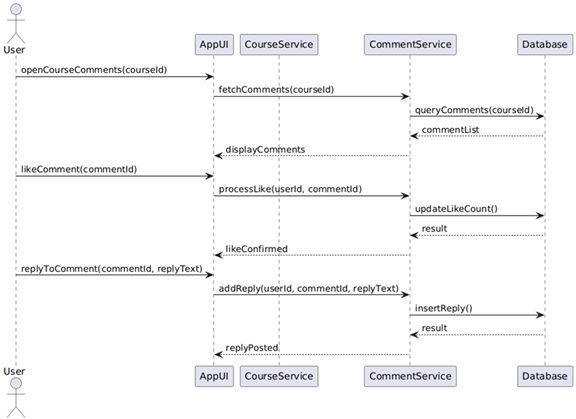 User
AppUI
CourseService
CommentService
Database
openCourseComments(courseId)
fetchComments(courseId)
queryComments(courseId)
commentList
displayComments
likeComment(commentId)
processLike(userId, commentId)
updateLikeCount()
result
likeConfirmed
replyToComment(commentId, replyText)
addReply(userId, commentId, replyText)
insertReply()
result
replyPosted
User
AppUI
CourseService
CommentService
Database